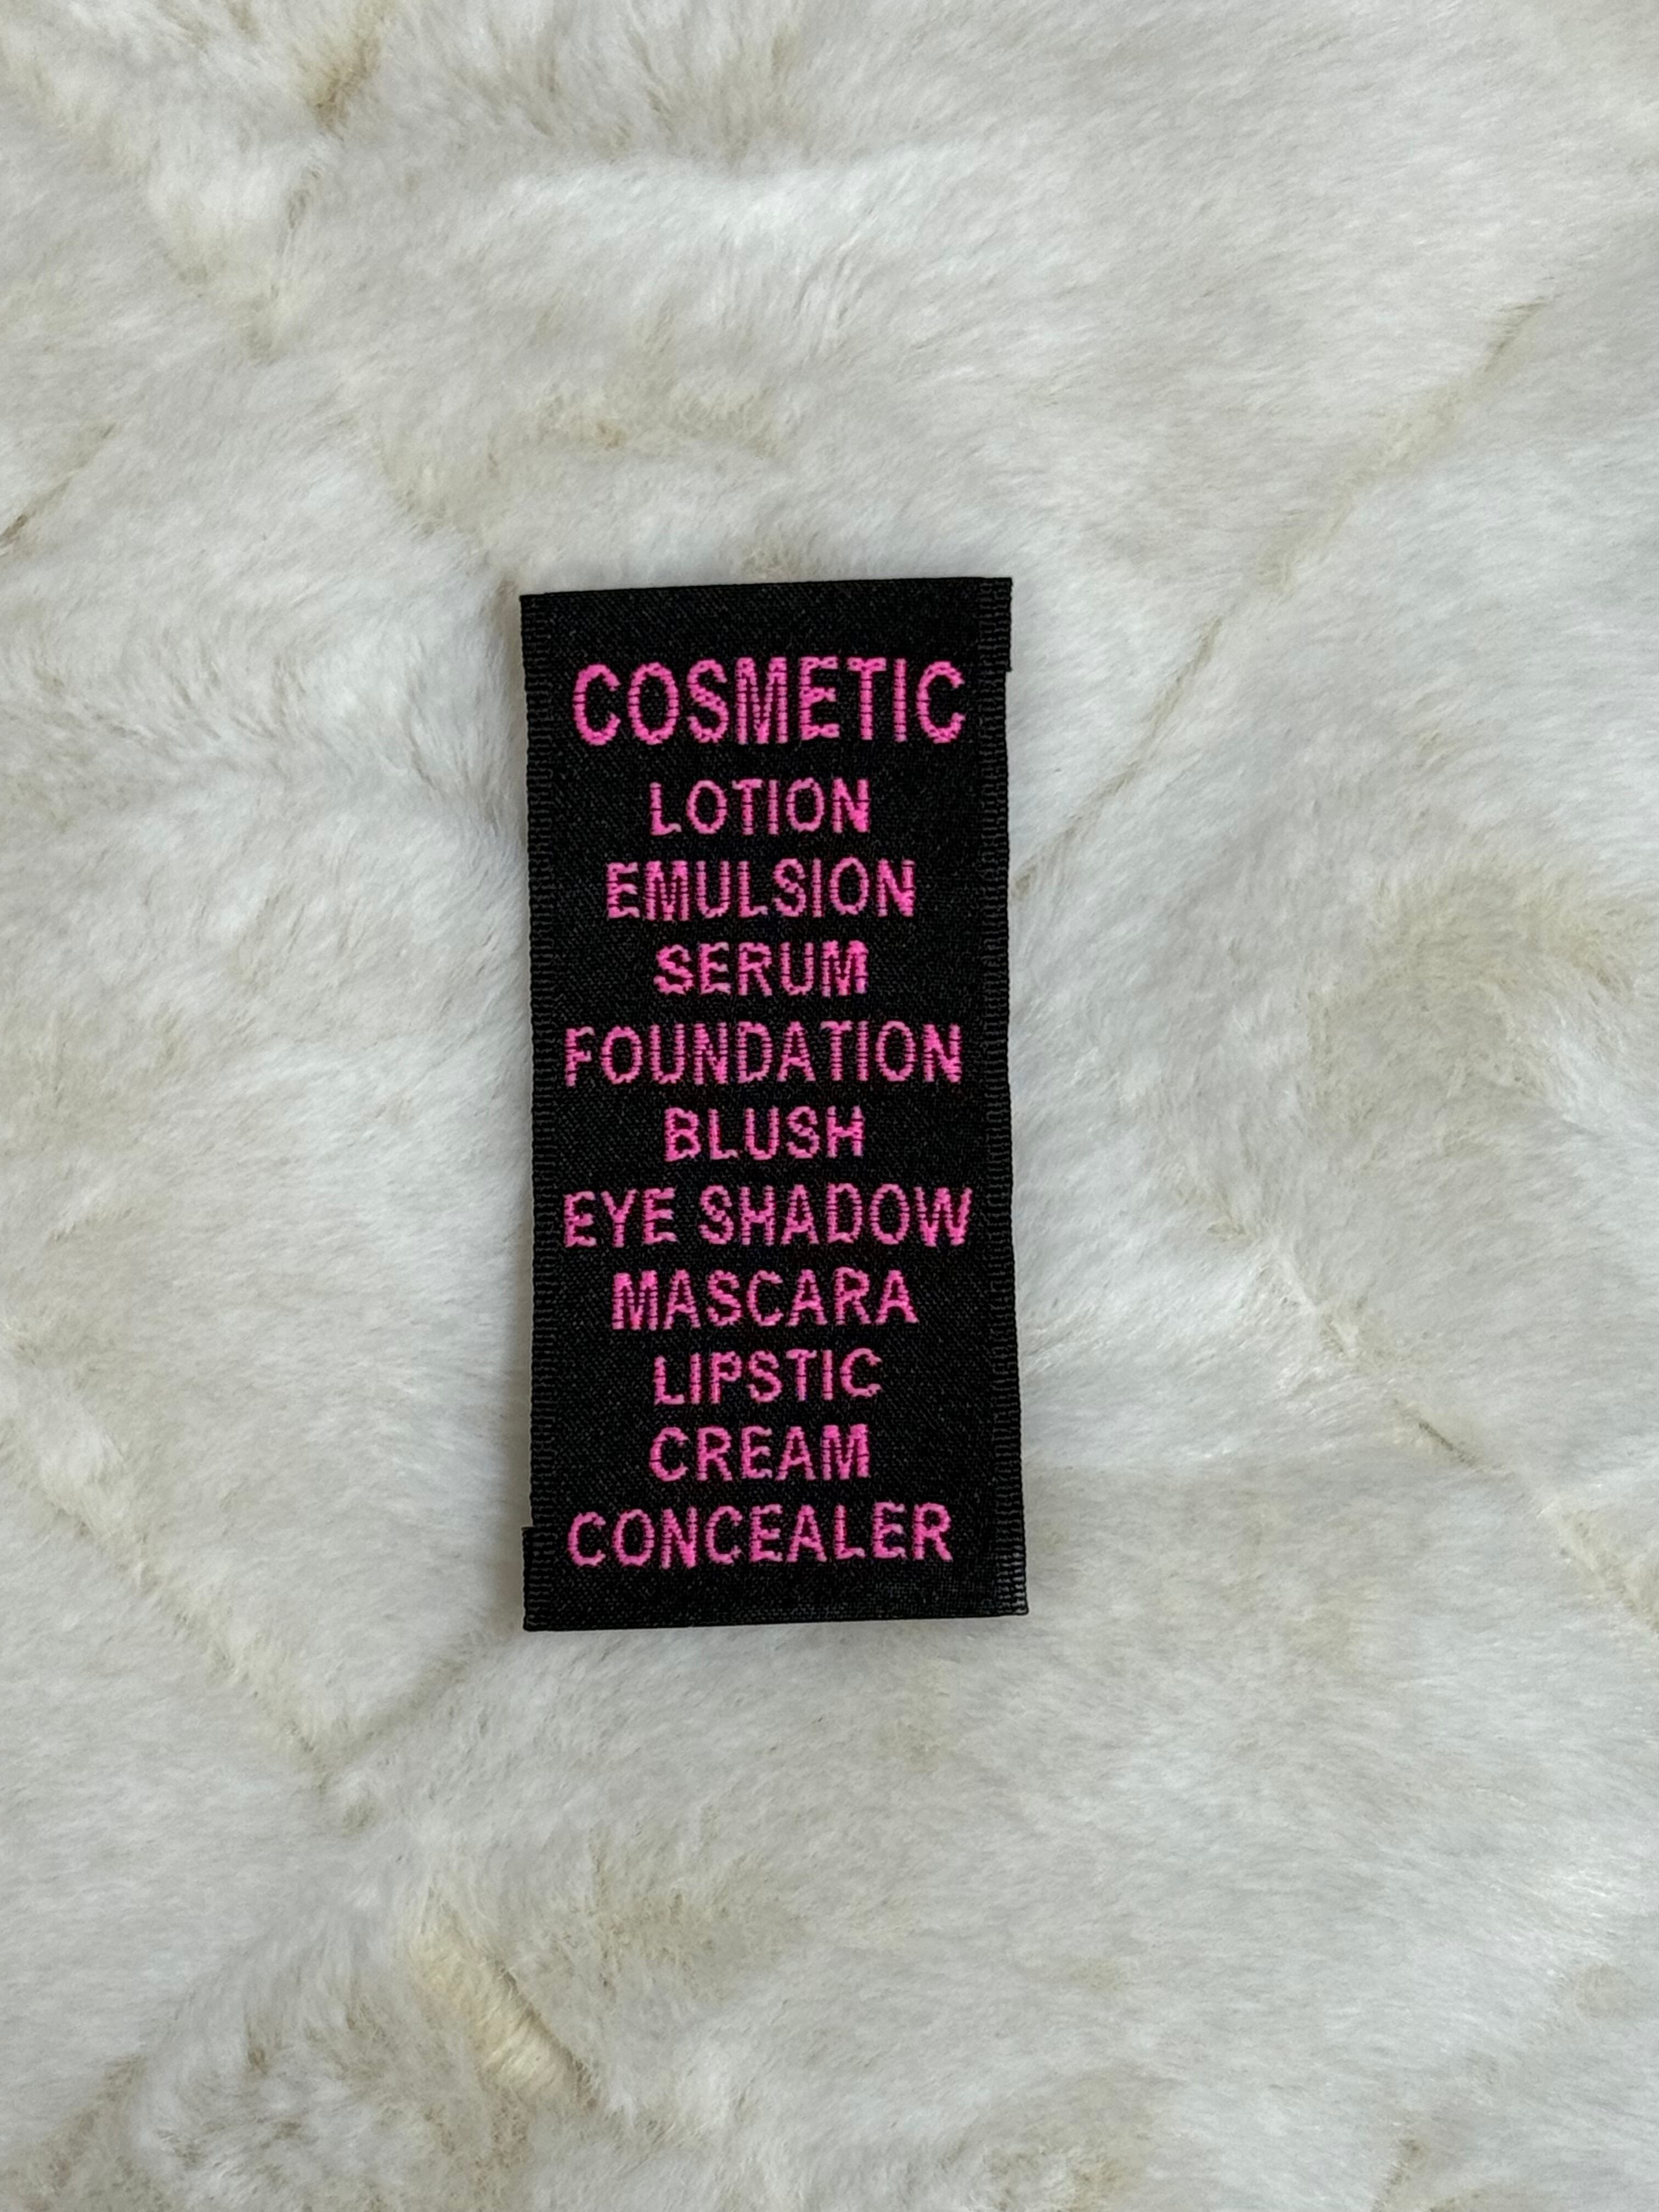 COSMETIC
LOTION
EMULSION
SERUM
FOUNDATION
BLUSH
EYE SHADOW
MASCARA
LIPSTIC
CREAM
CONCEALER